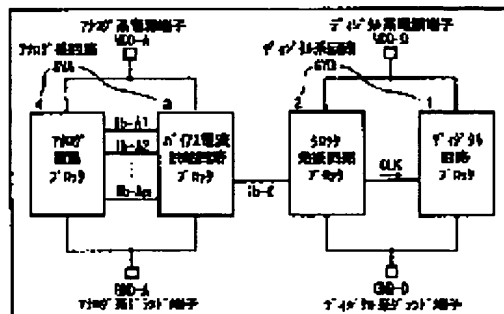 アナログ系電源端子
VDD-A
ディジタル系電源端子
VDD-D
アナログ系回路
SYA
ディジタル系回路
SYD
4
3
2
1
アナログ
回路
ブロック
Ib-A1
Ib-A2
Ib-An
バイアス電流
回路
ブロック
Ib-C
クロック
回路
ブロック
CLK
ディジタル
回路
ブロック
GND-A
アナログ系グランド端子
GND-D
ディジタル系グランド端子